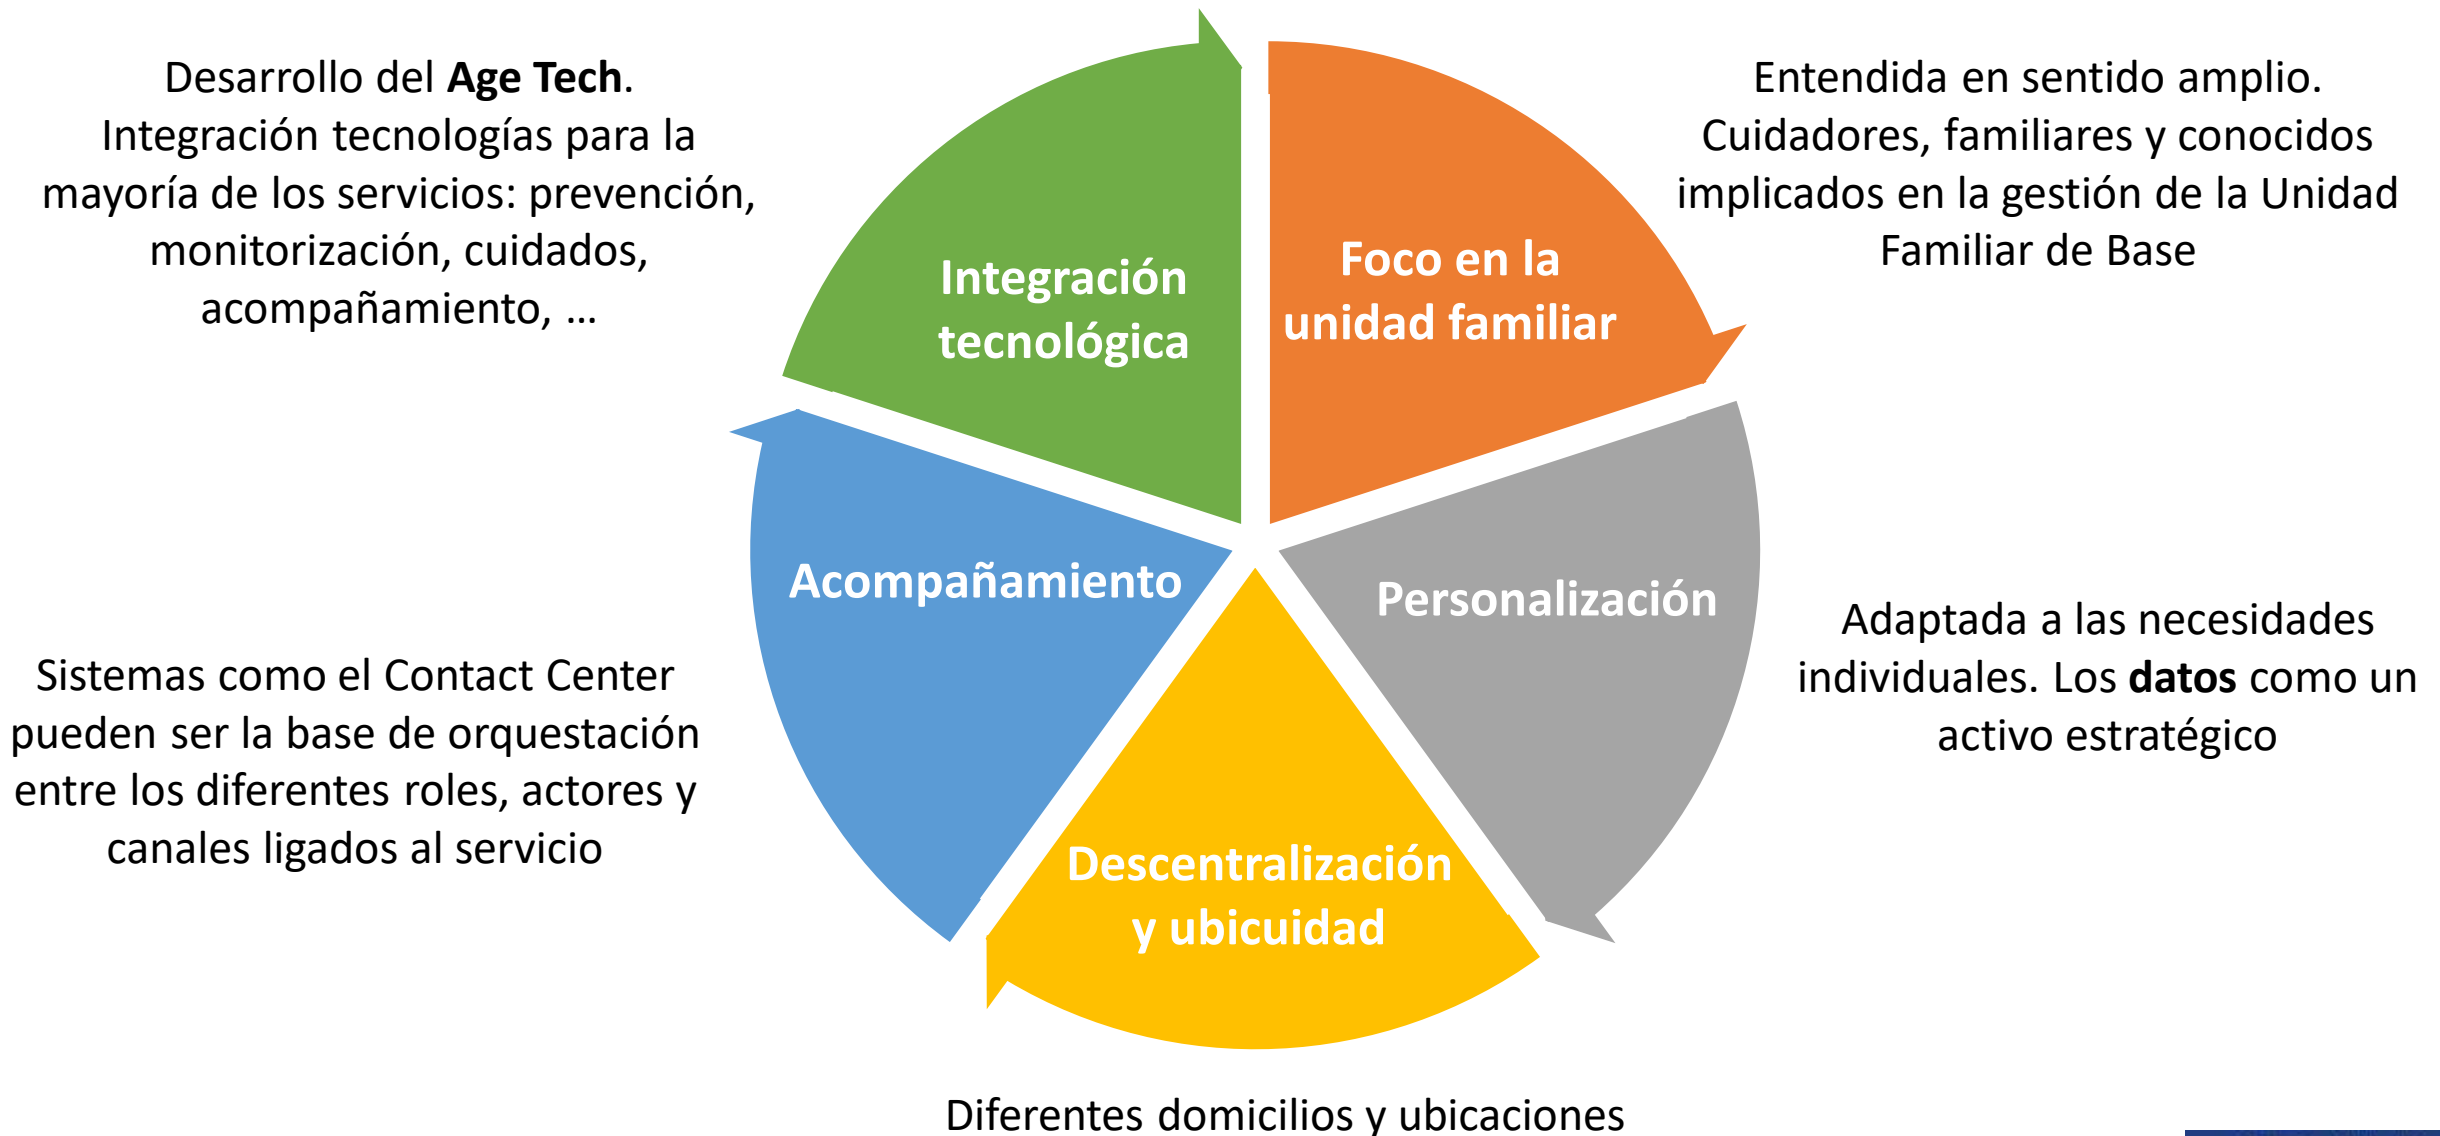 Desarrollo del Age Tech.
Integración tecnologías para la
mayoría de los servicios: prevención,
monitorización, cuidados,
acompañamiento, ...
Entendida en sentido amplio.
Cuidadores, familiares y conocidos
implicados en la gestión de la Unidad
Familiar de Base
Integración
tecnológica
Foco en la
unidad familiar
Acompañamiento
Personalización
Descentralización
y ubicuidad
Sistemas como el Contact Center
pueden ser la base de orquestación
entre los diferentes roles, actores y
canales ligados al servicio
Adaptada a las necesidades
individuales. Los datos como un
activo estratégico
Diferentes domicilios y ubicaciones